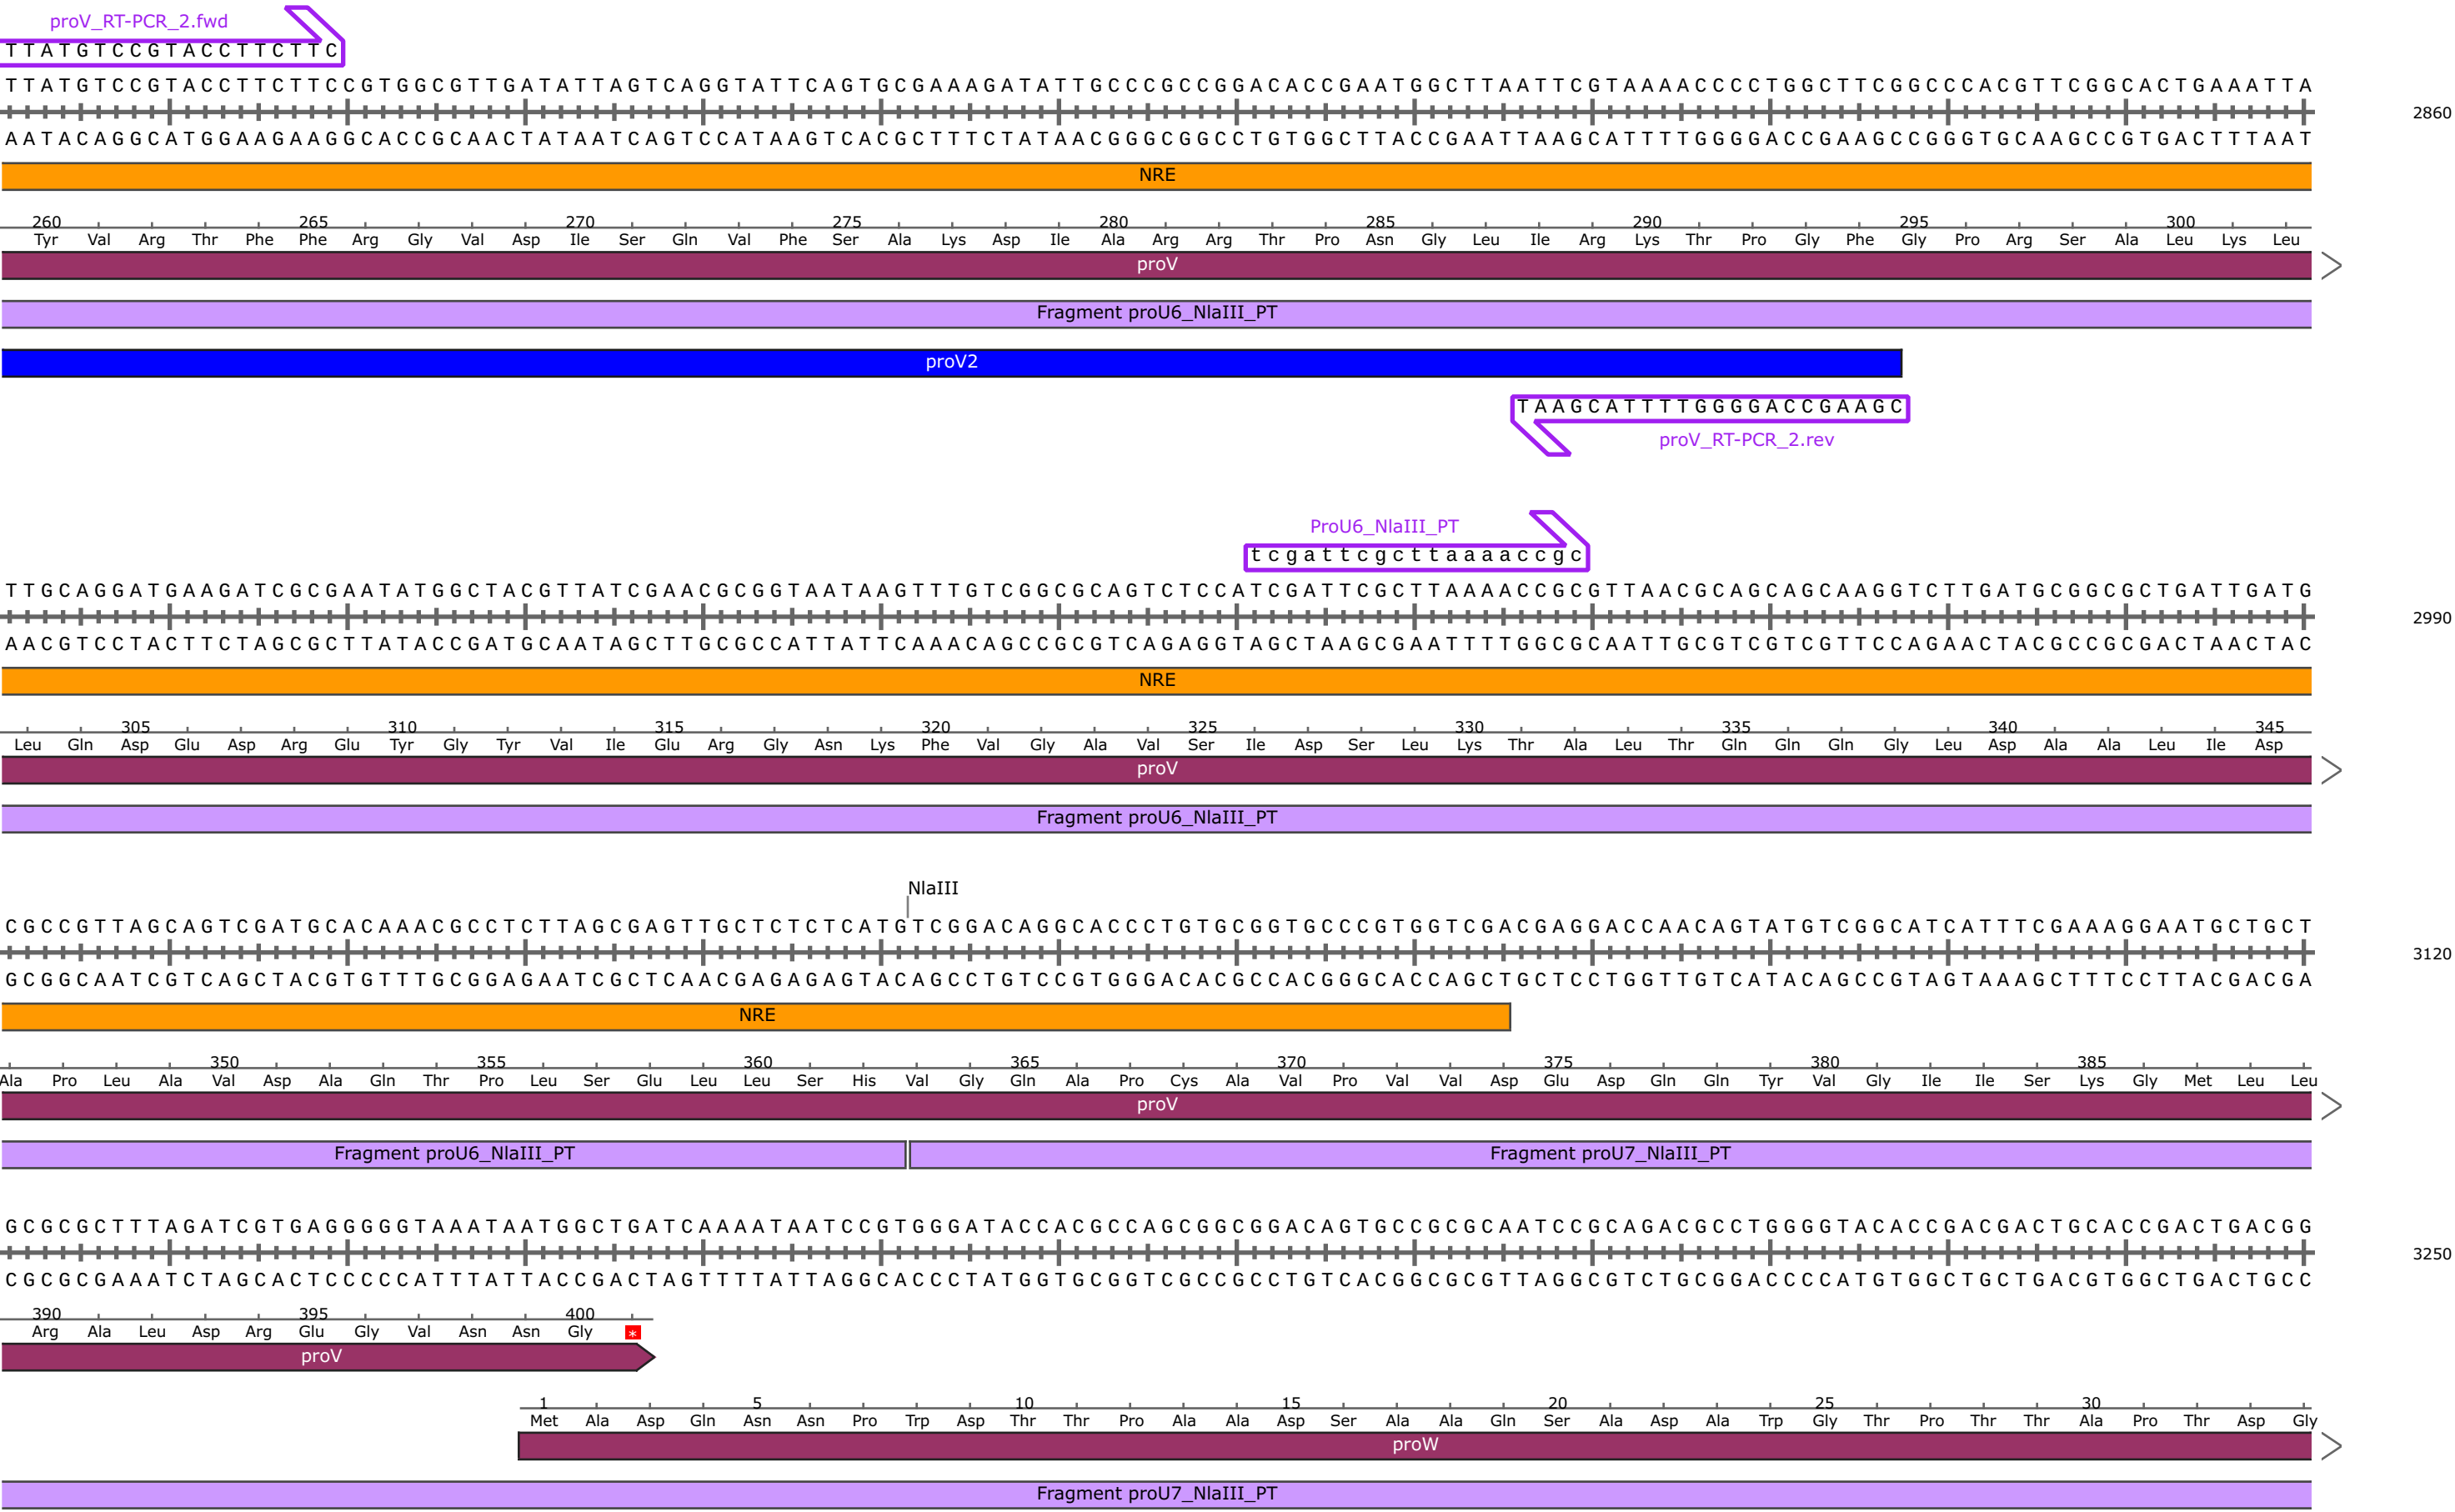 proV_RT-PCR_2.fwd
TTATGTCCGTACCTTCTTC
TTATGTCCGTACCTTCTTCCGTGGCGTTGATATTAGTCAGGTATTCAGTGCGAAAGATATTGCCCGCCGGACACCGAATGGCTTAATTCGTAAAACCCCTGGCTTCGGCCCACGTTCGGCACTGAAATTA
2860
AATACAGGCATGGAAGAAGGCACCGCAACTATAATCAGTCCATAAGTCACGCTTTCTATAACGGGCGGCCTGTGGCTTACCGAATTAAGCATTTTGGGGACCGAAGCCGGGTGCAAGCCGTGACTTTAAT
NRE
260 265 270 275 280 285 290 295 300
Tyr Val Arg Thr Phe Phe Arg Gly Val Asp Ile Ser Gln Val Phe Ser Ala Lys Asp Ile Ala Arg Arg Thr Pro Asn Gly Leu Ile Arg Lys Thr Pro Gly Phe Gly Pro Arg Ser Ala Leu Lys Leu
proV
Fragment proU6_NlaIII_PT
proV2
TAAGCATTTTGGGGACCGAAGC
proV_RT-PCR_2.rev
ProU6_NlaIII_PT
tcgattcgcttaaaaccgc
TTGCAGGATGAAGATCGCGAATATGGCTACGTTATCGAACGCGGTAATAAGTTTGTCGGCGCAGTCTCCATCGATTCGCTTAAAACCGCGTTAACGCAGCAGCAAGGTCTTGATGCGGCGCTGATTGATG
2990
AACGTCCTACTTCTAGCGCTTATACCGATGCAATAGCTTGCGCCATTATTCAAACAGCCGCGTCAGAGGTAGCTAAGCGAATTTTGGCGCAATTGCGTCGTCGTTCCAGAACTACGCCGCGACTAACTAC
NRE
305 310 315 320 325 330 335 340 345
Leu Gln Asp Glu Asp Arg Glu Tyr Gly Tyr Val Ile Glu Arg Gly Asn Lys Phe Val Gly Ala Val Ser Ile Asp Ser Leu Lys Thr Ala Leu Thr Gln Gln Gln Gly Leu Asp Ala Ala Leu Ile Asp
proV
Fragment proU6_NlaIII_PT
NlaIII
CGCCGTTAGCAGTCGATGCACAAACGCCTCTTAGCGAGTTGCTCTCTCATGTCGGACAGGCACCCTGTGCGGTGCCCGTGGTCGACGAGGACCAACAGTATGTCGGCATCATTTCGAAAGGAATGCTGCT
3120
GCGGCAATCGTCAGCTACGTGTTTGCGGAGAATCGCTCAACGAGAGAGTACAGCCTGTCCGTGGGACACGCCACGGGCACCAGCTGCTCCTGGTTGTCATACAGCCGTAGTAAAGCTTTCCTTACGACGA
NRE
350 355 360 365 370 375 380 385
Ala Pro Leu Ala Val Asp Ala Gln Thr Pro Leu Ser Glu Leu Leu Ser His Val Gly Gln Ala Pro Cys Ala Val Pro Val Val Asp Glu Asp Gln Gln Tyr Val Gly Ile Ile Ser Lys Gly Met Leu Leu
proV
Fragment proU6_NlaIII_PT Fragment proU7_NlaIII_PT
GCGCGCTTTAGATCGTGAGGGGGTAAATAATGGCTGATCAAAATAATCCGTGGGATACCACGCCAGCGGCGGACAGTGCCGCGCAATCCGCAGACGCCTGGGGTACACCGACGACTGCACCGACTGACGG
3250
CGCGCGAAATCTAGCACTCCCCCATTTATTACCGACTAGTTTTATTAGGCACCCTATGGTGCGGTCGCCGCCTGTCACGGCGCGTTAGGCGTCTGCGGACCCCATGTGGCTGCTGACGTGGCTGACTGCC
390 395 400
Arg Ala Leu Asp Arg Glu Gly Val Asn Asn Gly *
proV
1 5 10 15 20 25 30
Met Ala Asp Gln Asn Asn Pro Trp Asp Thr Thr Pro Ala Ala Asp Ser Ala Ala Gln Ser Ala Asp Ala Trp Gly Thr Pro Thr Thr Ala Pro Thr Asp Gly
proW
Fragment proU7_NlaIII_PT